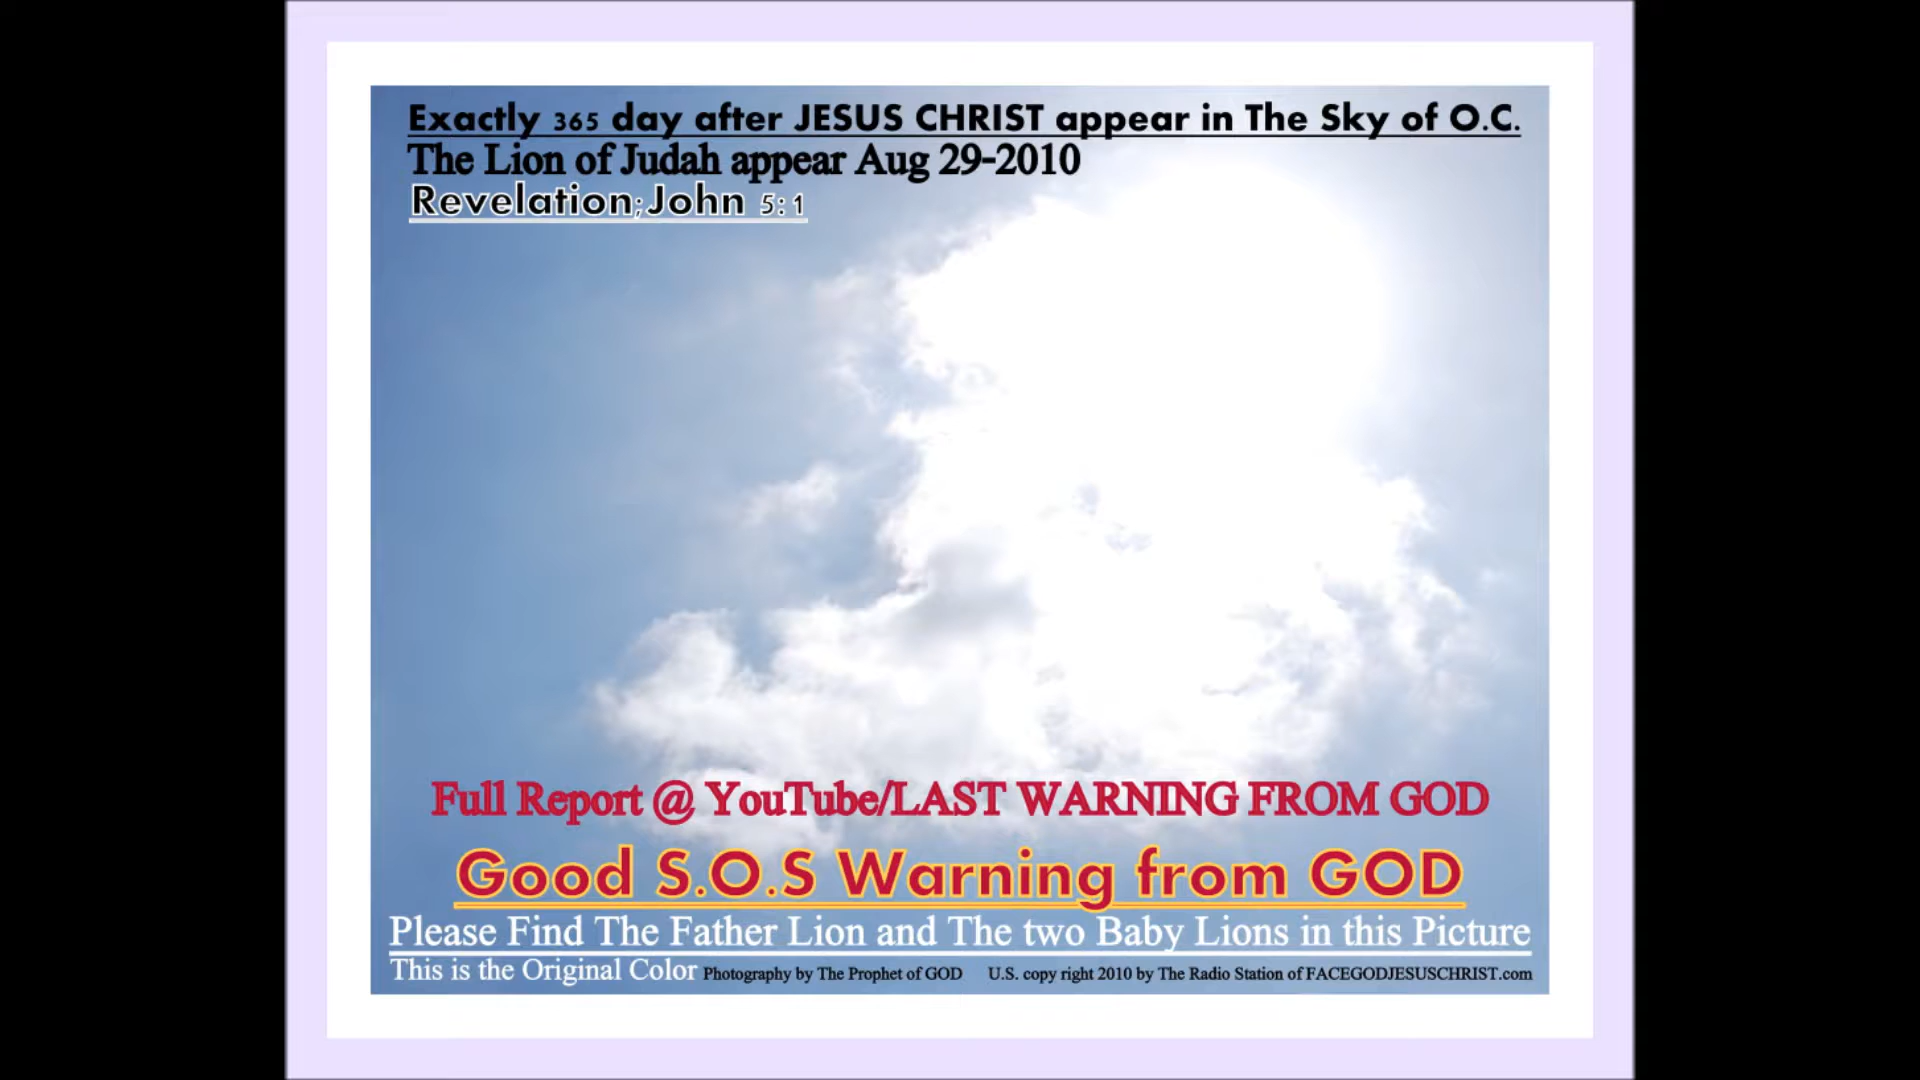 Exactly 365 day after JESUS CHRIST appear in The Sky of O.C.
The Lion of Judah appear Aug 29-2010
Revelation;John 5:1
Full Report @ YouTube/LAST WARNING FROM GOD
Good S.O.S Warning from GOD
Please Find The Father Lion and The two Baby Lions in this Picture
This is the Original Color Photography by The Prophet of GOD U.S. copy right 2010 by The Radio Station of FACEGODJESUSCHRIST.com